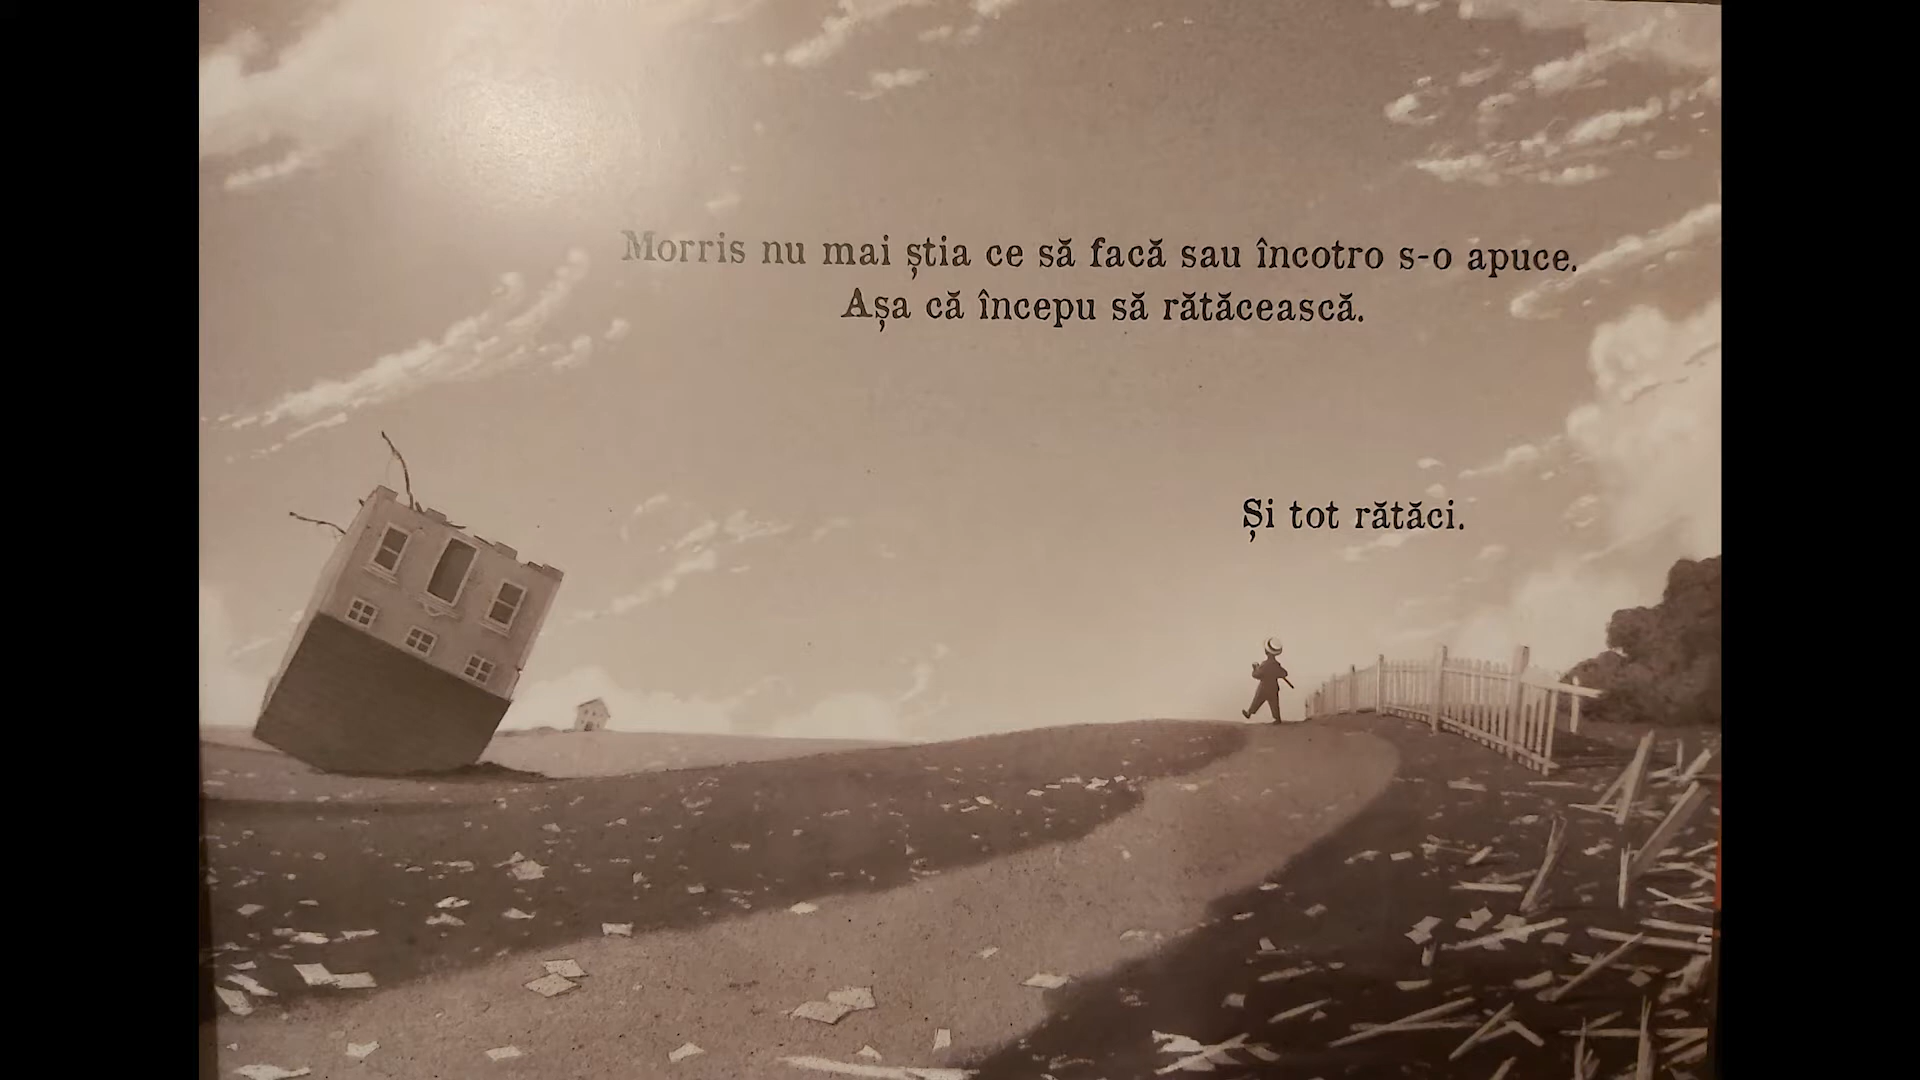 Morris nu mai știa ce să facă sau încotro s-o apuce.
Așa că începu să rătăcească.
Și tot rătăci.